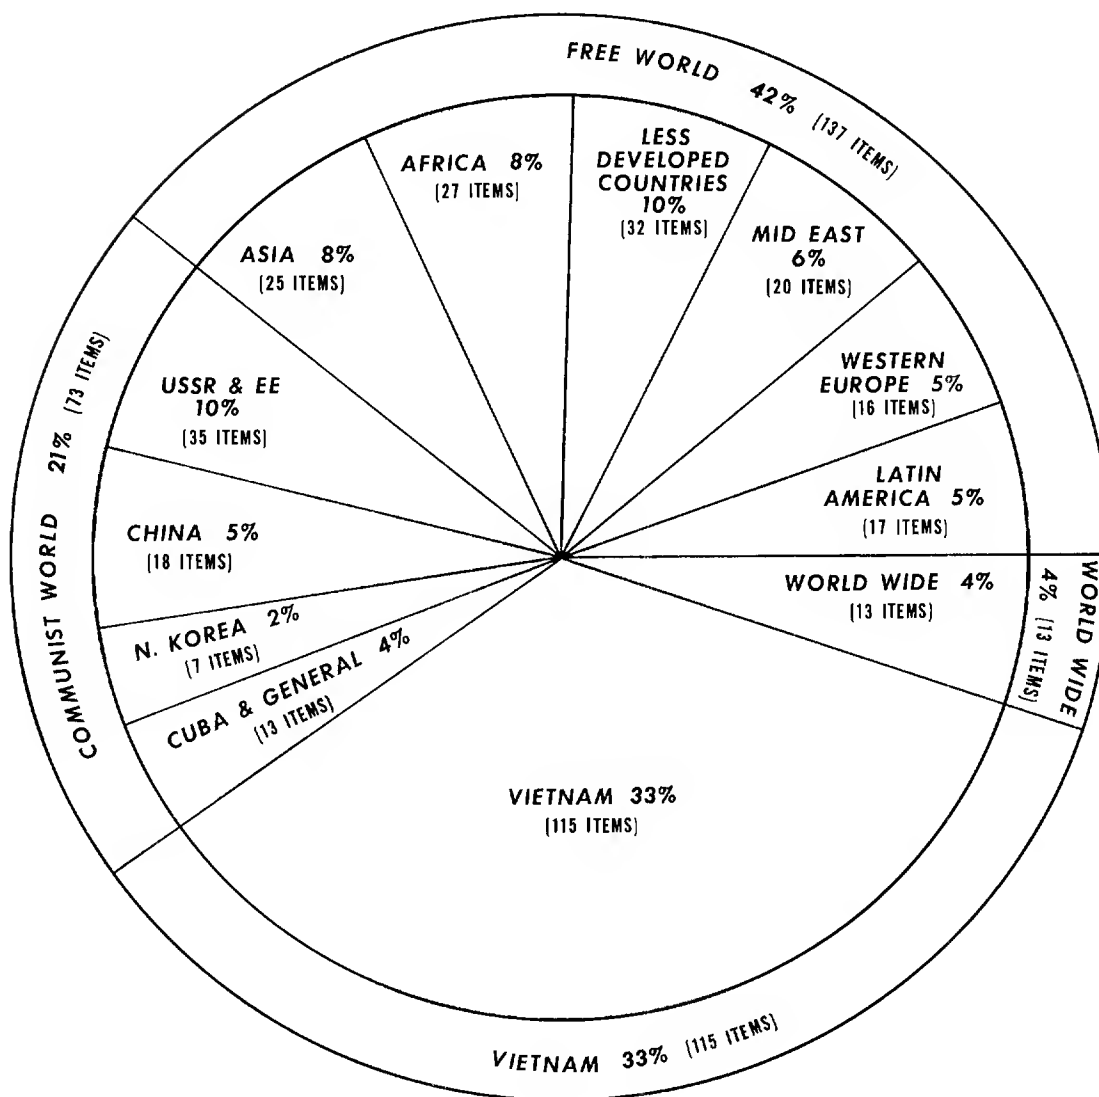 FREE WORLD 42% (137 ITEMS)
AFRICA 8%
(27 ITEMS)
LESS
DEVELOPED
COUNTRIES
10%
(32 ITEMS)
MID EAST
6%
(20 ITEMS)
WESTERN
EUROPE 5%
(16 ITEMS)
LATIN
AMERICA 5%
(17 ITEMS)
WORLD WIDE 4%
(13 ITEMS)
WORLD WIDE
4% (13 ITEMS)
VIETNAM 33%
(115 ITEMS)
VIETNAM 33% (115 ITEMS)
CUBA & GENERAL 4%
(13 ITEMS)
N. KOREA 2%
(7 ITEMS)
CHINA 5%
(18 ITEMS)
USSR & EE
10%
(35 ITEMS)
ASIA 8%
(25 ITEMS)
COMMUNIST WORLD 21% (73 ITEMS)